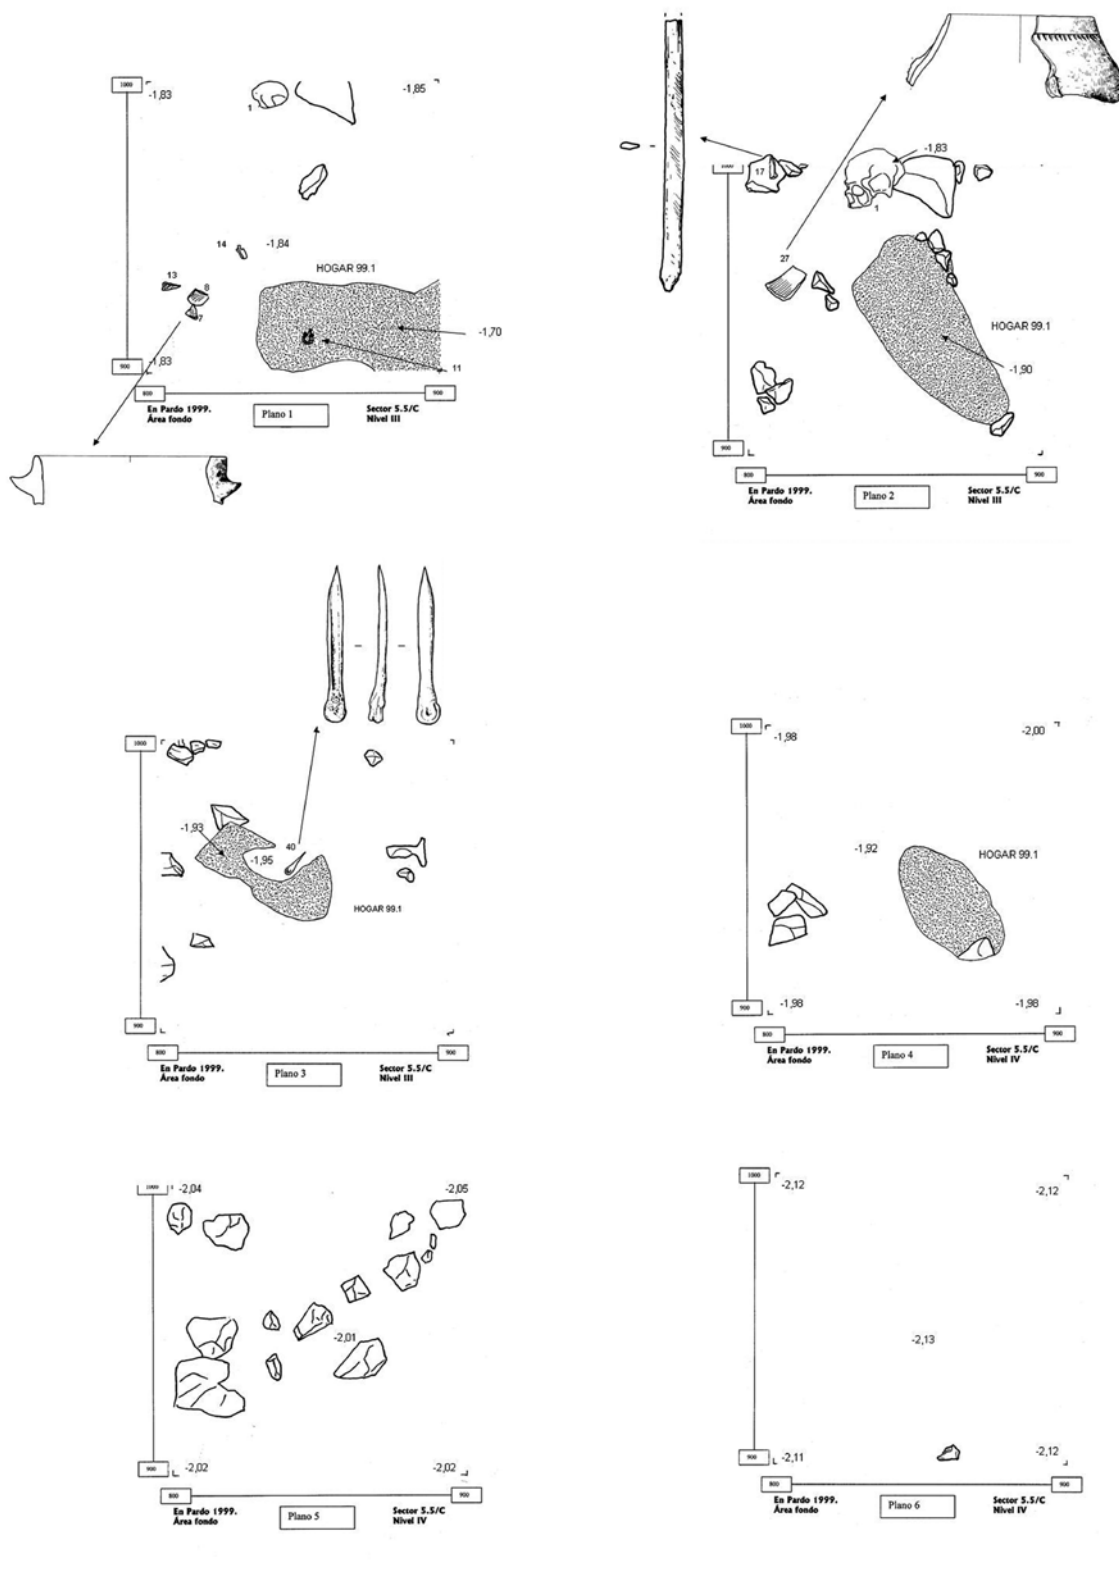 1000
-1,83
-1,85
1
14
-1,84
HOGAR 99.1
13
8
7
-1,70
11
900
-1,83
800
900
En Pardo 1999.
Área fondo
Plano 1
Sector 5.5/C
Nivel III
1000
17
-1,83
1
27
HOGAR 99.1
-1,90
900
800
900
En Pardo 1999.
Área fondo
Plano 2
Sector 5.5/C
Nivel III
1000
-1,93
-1,95
40
HOGAR 99.1
900
800
900
En Pardo 1999.
Área fondo
Plano 3
Sector 5.5/C
Nivel III
1000
-1,98
-2,00
-1,92
HOGAR 99.1
900
-1,98
-1,98
800
900
En Pardo 1999.
Área fondo
Plano 4
Sector 5.5/C
Nivel IV
1000
-2,04
-2,05
-2,01
900
-2,02
-2,02
800
900
En Pardo 1999.
Área fondo
Plano 5
Sector 5.5/C
Nivel IV
1000
-2,12
-2,12
-2,13
900
-2,11
-2,12
800
900
En Pardo 1999.
Área fondo
Plano 6
Sector 5.5/C
Nivel IV